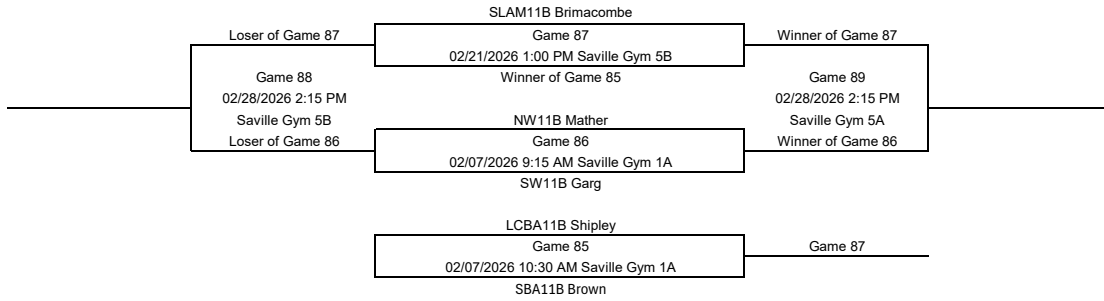 SLAM11B Brimacombe
Loser of Game 87
Game 87
Winner of Game 87
02/21/2026 1:00 PM Saville Gym 5B
Game 88
Winner of Game 85
Game 89
02/28/2026 2:15 PM
02/28/2026 2:15 PM
Saville Gym 5B
NW11B Mather
Saville Gym 5A
Loser of Game 86
Game 86
Winner of Game 86
02/07/2026 9:15 AM Saville Gym 1A
SW11B Garg
LCBA11B Shipley
Game 85
Game 87
02/07/2026 10:30 AM Saville Gym 1A
SBA11B Brown